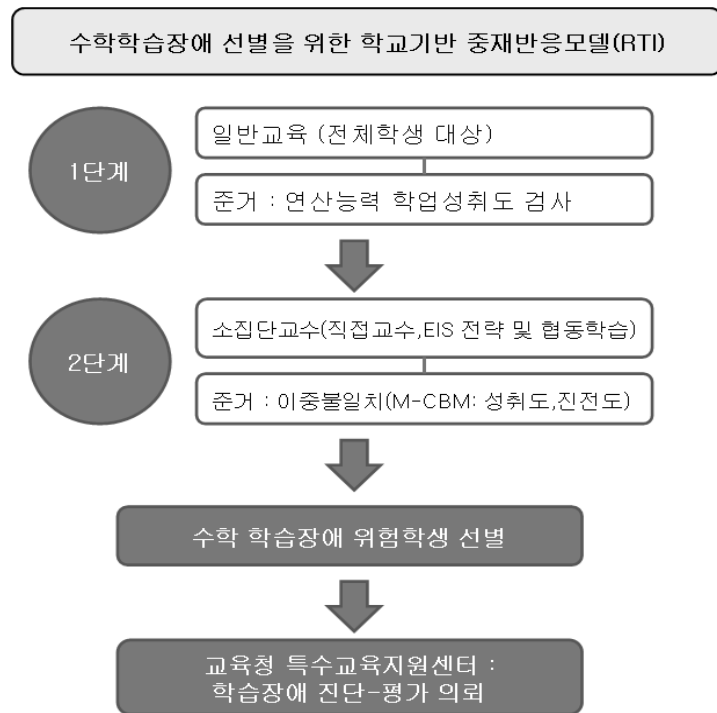 수학학습장애 선별을 위한 학교기반 중재반응모델(RTI)
1단계
일반교육 (전체학생 대상)
준거 : 연산능력 학업성취도 검사
2단계
소집단교수(직접교수,EIS 전략 및 협동학습)
준거 : 이중불일치(M-CBM: 성취도,진전도)
수학 학습장애 위험학생 선별
교육청 특수교육지원센터 :
학습장애 진단-평가 의뢰